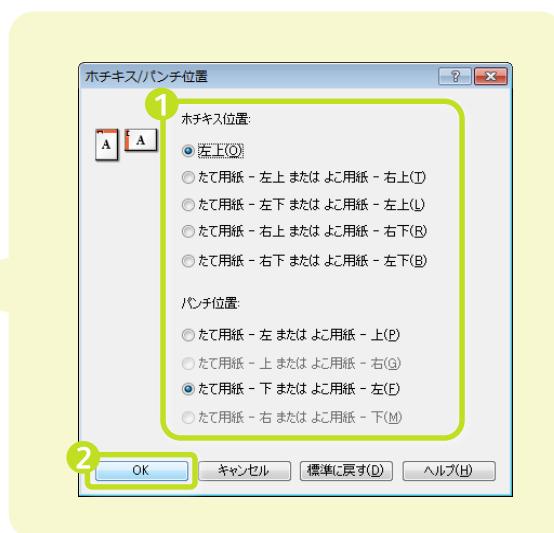 ホチキス/パンチ位置
?
1
ホチキス位置:
A A
左上(O)
たて用紙 - 左上 または よこ用紙 - 右上(T)
たて用紙 - 左下 または よこ用紙 - 左上(L)
たて用紙 - 右上 または よこ用紙 - 右下(R)
たて用紙 - 右下 または よこ用紙 - 左下(B)
パンチ位置:
たて用紙 - 左 または よこ用紙 - 上(P)
たて用紙 - 上 または よこ用紙 - 右(G)
たて用紙 - 下 または よこ用紙 - 左(F)
たて用紙 - 右 または よこ用紙 - 下(M)
2
OK キャンセル 標準に戻す(D) ヘルプ(H)